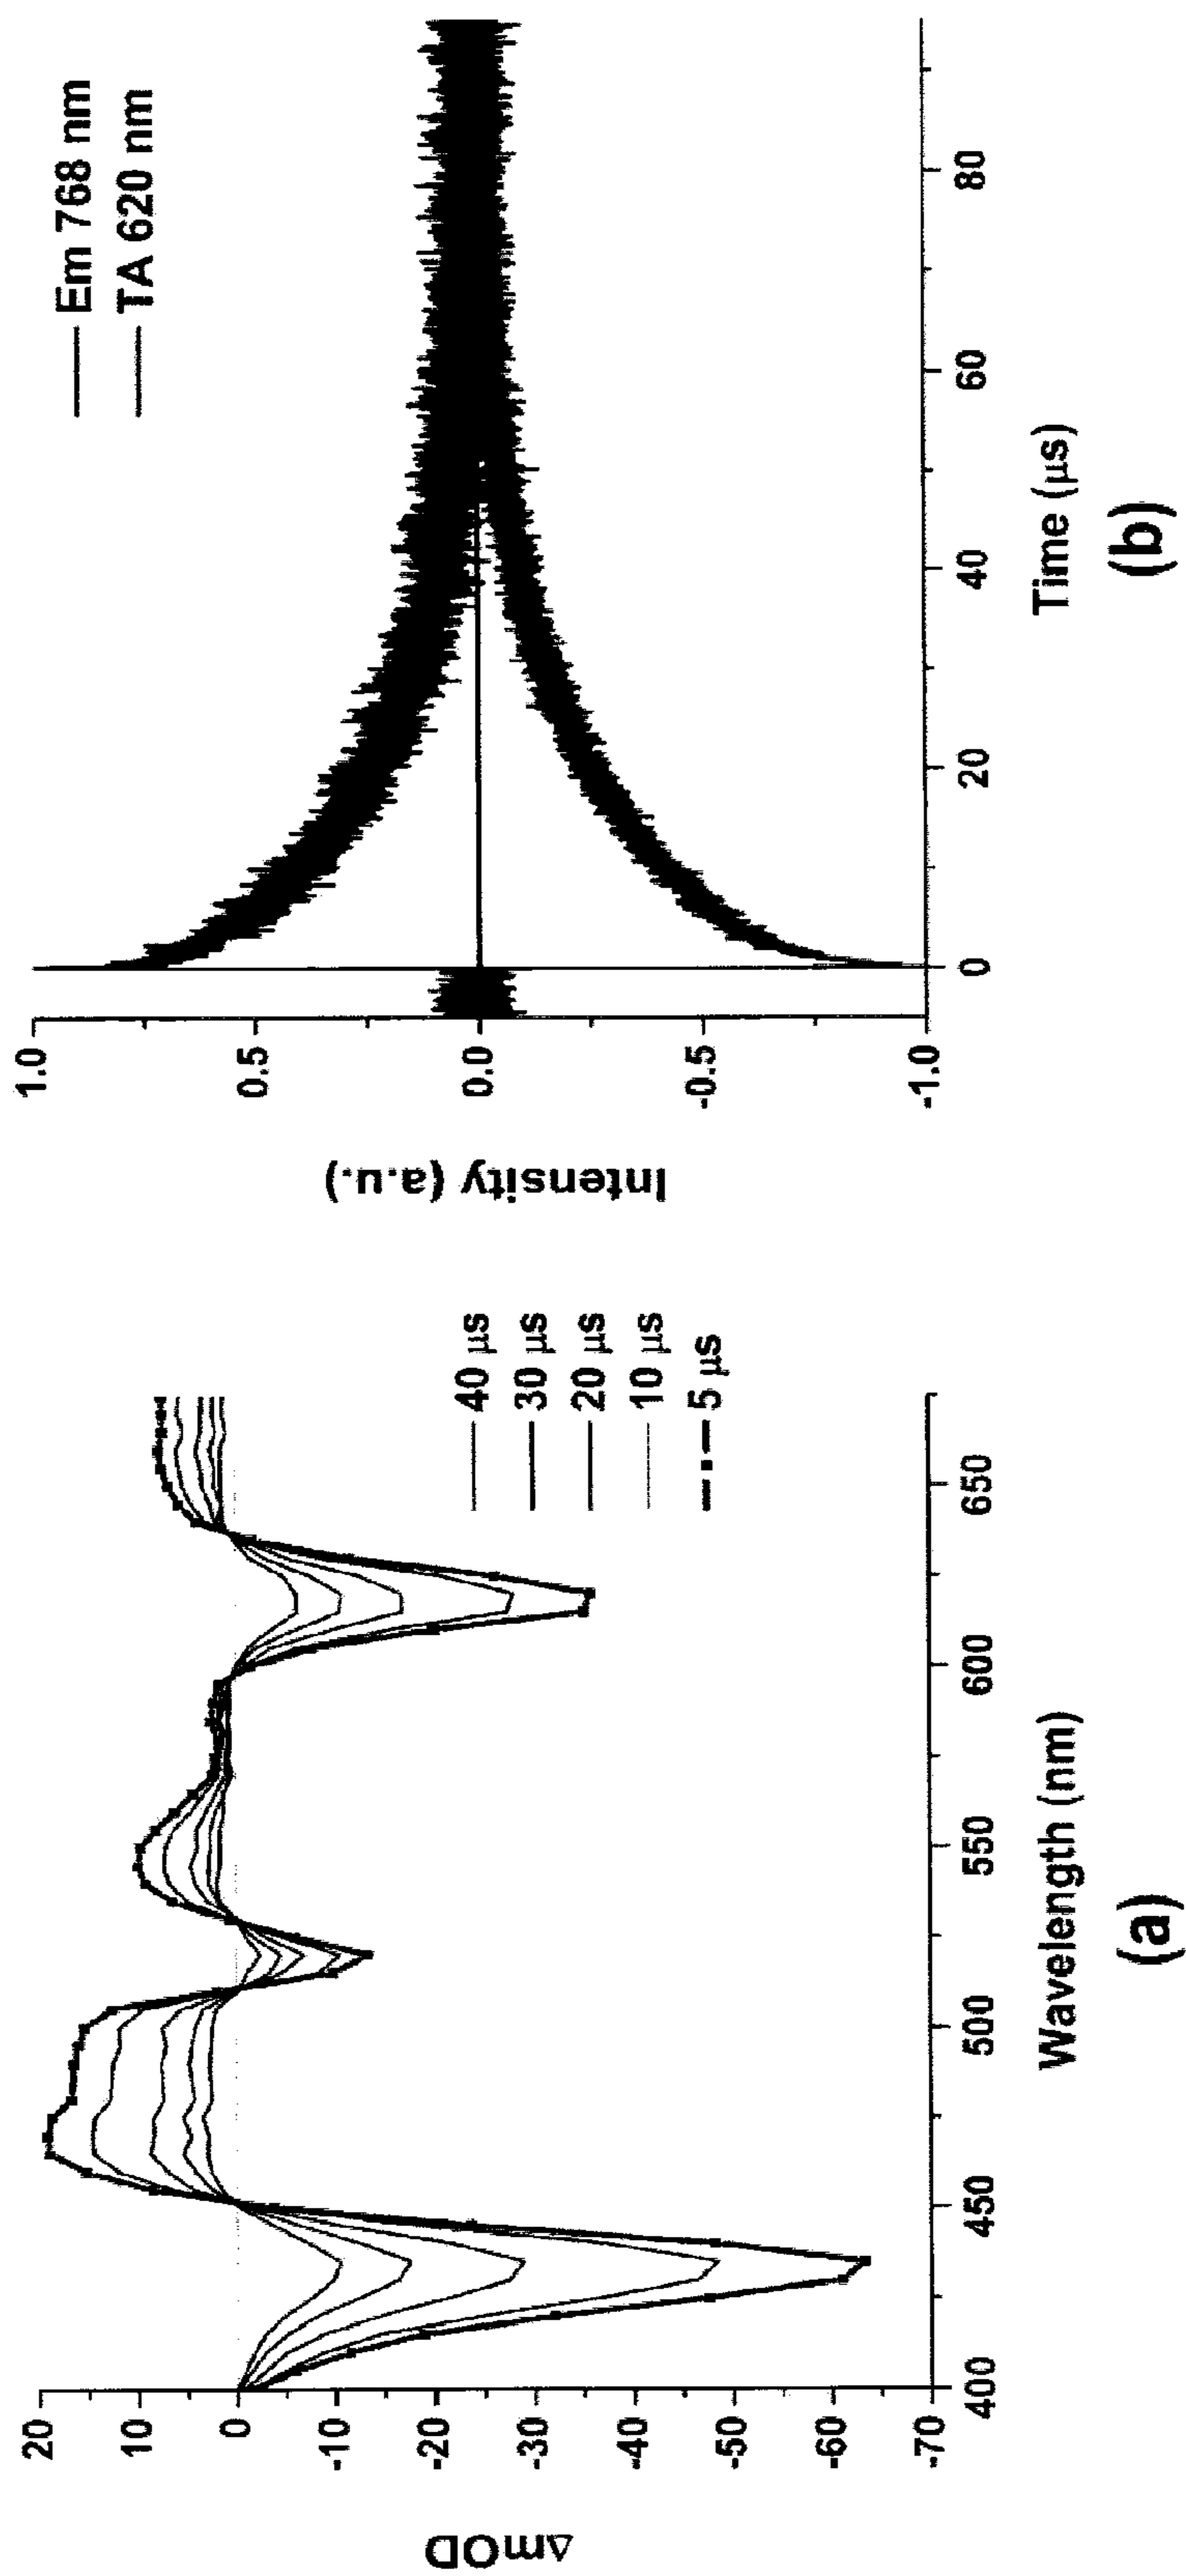 ΔmOD
20
10
0
-10
-20
-30
-40
-50
-60
-70
400
450
500
550
600
650
Wavelength (nm)
40 μs
30 μs
20 μs
10 μs
5 μs
(a)
Intensity (a.u.)
1.0
0.5
0.0
-0.5
-1.0
0
20
40
60
80
Time (μs)
Em 768 nm
TA 620 nm
(b)